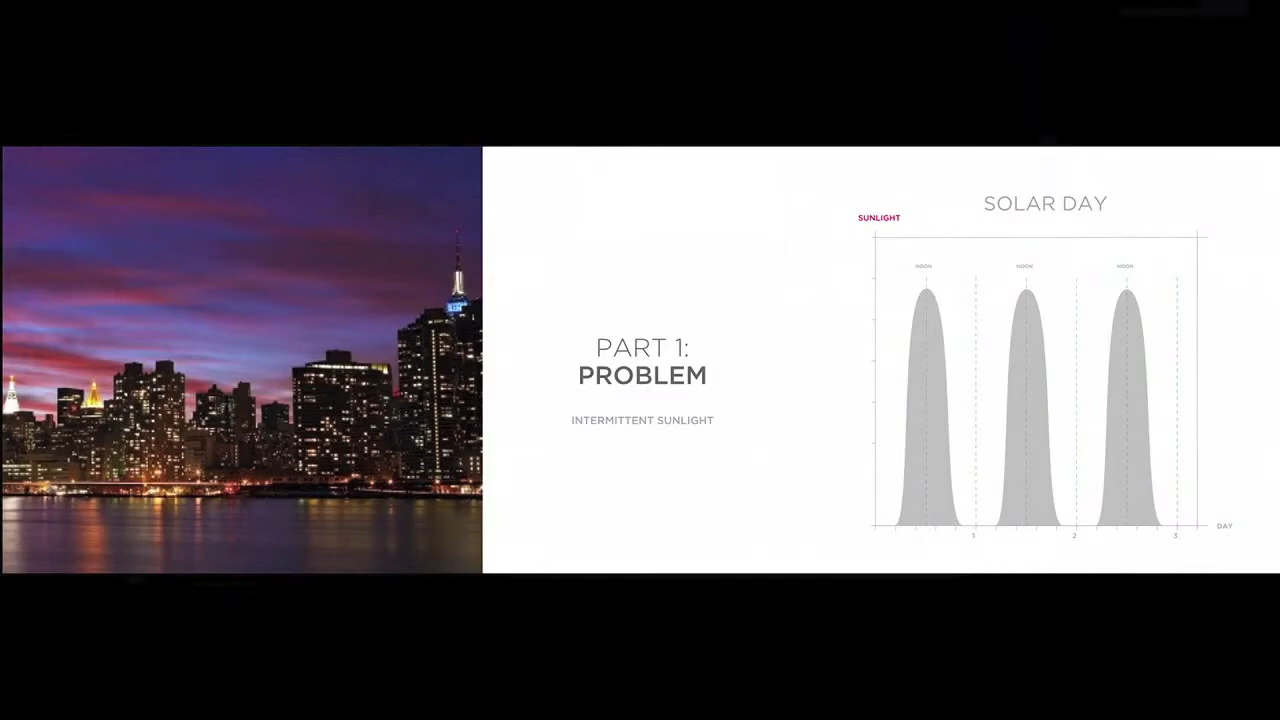 PART 1:
PROBLEM
INTERMITTENT SUNLIGHT
SOLAR DAY
SUNLIGHT
NOON
NOON
NOON
1
2
3
DAY